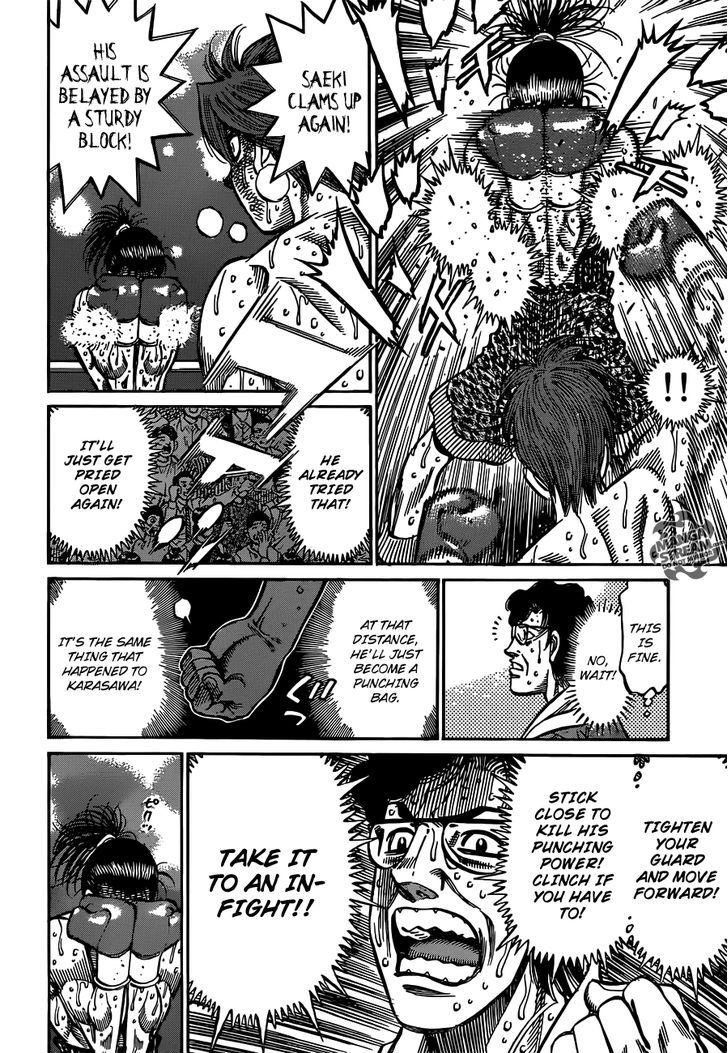 !!
SAEKI
CLAMS UP
AGAIN!
HIS
ASSAULT IS
BELAYED BY
A STURDY
BLOCK!
HE
ALREADY
TRIED
THAT!
IT'LL
JUST GET
PRIED
OPEN
AGAIN!
THIS
IS
FINE.
NO,
WAIT!
AT THAT
DISTANCE,
HE'LL JUST
BECOME A
PUNCHING
BAG.
IT'S THE SAME
THING THAT
HAPPENED TO
KARASAWA!
TIGHTEN
YOUR
GUARD
AND MOVE
FORWARD!
STICK
CLOSE TO
KILL HIS
PUNCHING
POWER!
CLINCH IF
YOU HAVE
TO!
TAKE IT
TO AN IN-
FIGHT!!